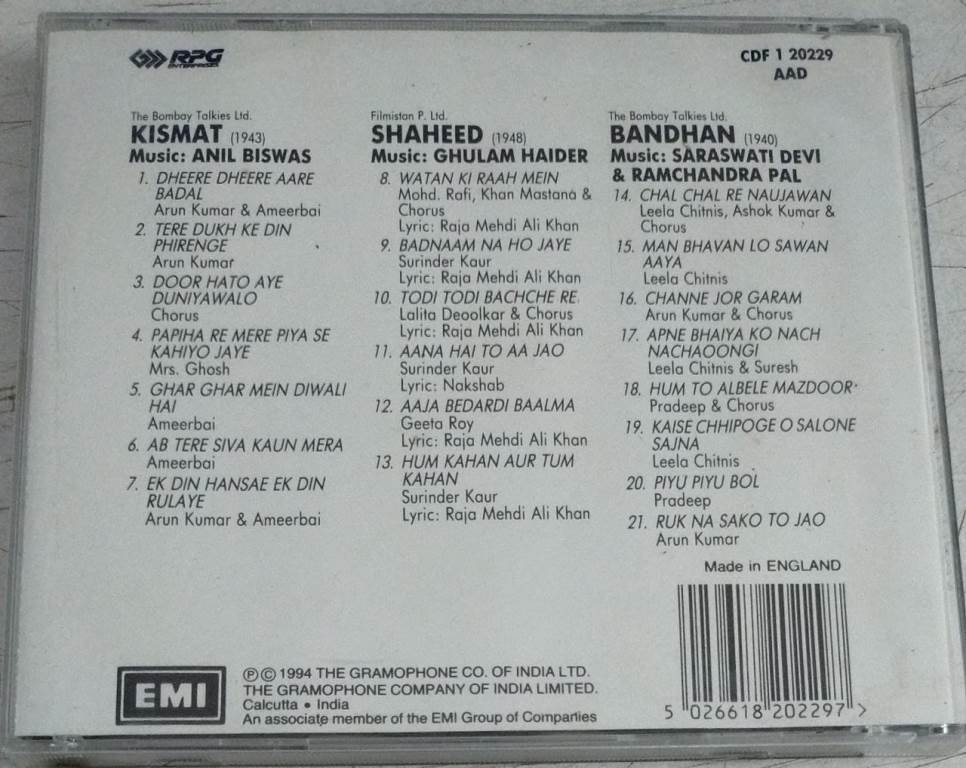 RPG
ENTERPRISES
CDF 1 20229
AAD
The Bombay Talkies Ltd.
KISMAT (1943)
Music: ANIL BISWAS
1. DHEERE DHEERE AARE
BADAL
Arun Kumar & Ameerbai
2. TERE DUKH KE DIN
PHIRENGE
Arun Kumar
3. DOOR HATO AYE
DUNIYAWALO
Chorus
4. PAPIHA RE MERE PIYA SE
KAHIYO JAYE
Mrs. Ghosh
5. GHAR GHAR MEIN DIWALI
HAI
Ameerbai
6. AB TERE SIVA KAUN MERA
Ameerbai
7. EK DIN HANSAE EK DIN
RULAYE
Arun Kumar & Ameerbai
Filmistan P. Ltd.
SHAHEED (1948)
Music: GHULAM HAIDER
8. WATAN KI RAAH MEIN
Mohd. Rafi, Khan Mastana &
Chorus
Lyric: Raja Mehdi Ali Khan
9. BADNAAM NA HO JAYE
Surinder Kaur
Lyric: Raja Mehdi Ali Khan
10. TODI TODI BACHCHE RE
Lalita Deoolkar & Chorus
Lyric: Raja Mehdi Ali Khan
11. AANA HAI TO AA JAO
Surinder Kaur
Lyric: Nakshab
12. AAJA BEDARDI BAALMA
Geeta Roy
Lyric: Raja Mehdi Ali Khan
13. HUM KAHAN AUR TUM
KAHAN
Surinder Kaur
Lyric: Raja Mehdi Ali Khan
The Bombay Talkies Ltd.
BANDHAN (1940)
Music: SARASWATI DEVI
& RAMCHANDRA PAL
14. CHAL CHAL RE NAUJAWAN
Leela Chitnis, Ashok Kumar &
Chorus
15. MAN BHAVAN LO SAWAN
AAYA
Leela Chitnis
16. CHANNE JOR GARAM
Arun Kumar & Chorus
17. APNE BHAIYA KO NACH
NACHAOONGI
Leela Chitnis & Suresh
18. HUM TO ALBELE MAZDOOR
Pradeep & Chorus
19. KAISE CHHIPOGE O SALONE
SAJNA
Leela Chitnis
20. PIYU PIYU BOL
Pradeep
21. RUK NA SAKO TO JAO
Arun Kumar
Made in ENGLAND
EMI
℗ © 1994 THE GRAMOPHONE CO. OF INDIA LTD.
THE GRAMOPHONE COMPANY OF INDIA LIMITED.
Calcutta • India
An associate member of the EMI Group of Companies
5 026618 202297 >